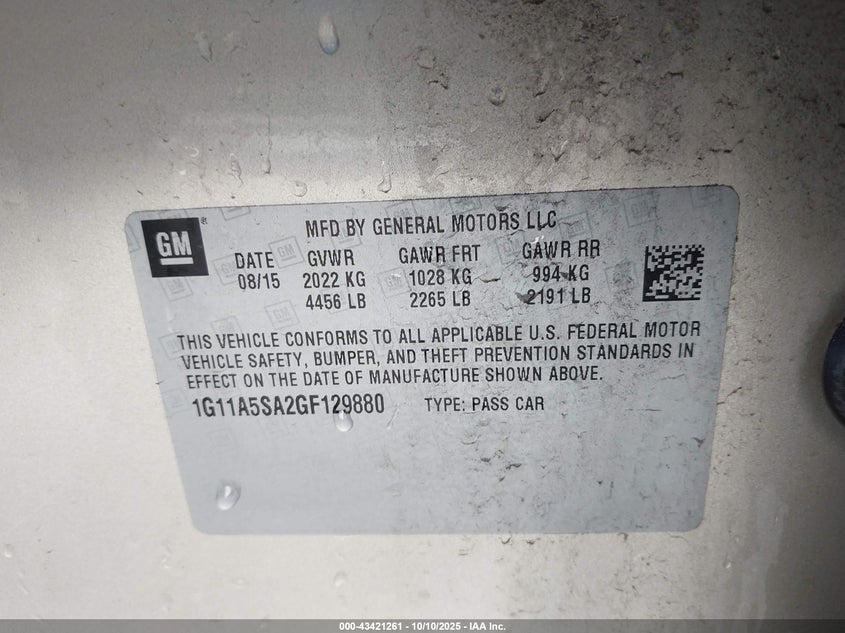 GM
MFD BY GENERAL MOTORS LLC
DATE GVWR GAWR FRT GAWR RR
08/15 2022 KG 1028 KG 994 KG
4456 LB 2265 LB 2191 LB
THIS VEHICLE CONFORMS TO ALL APPLICABLE U.S. FEDERAL MOTOR
VEHICLE SAFETY, BUMPER, AND THEFT PREVENTION STANDARDS IN
EFFECT ON THE DATE OF MANUFACTURE SHOWN ABOVE.
1G11A5SA2GF129880 TYPE: PASS CAR
000-43421261 - 10/10/2025 - IAA Inc.